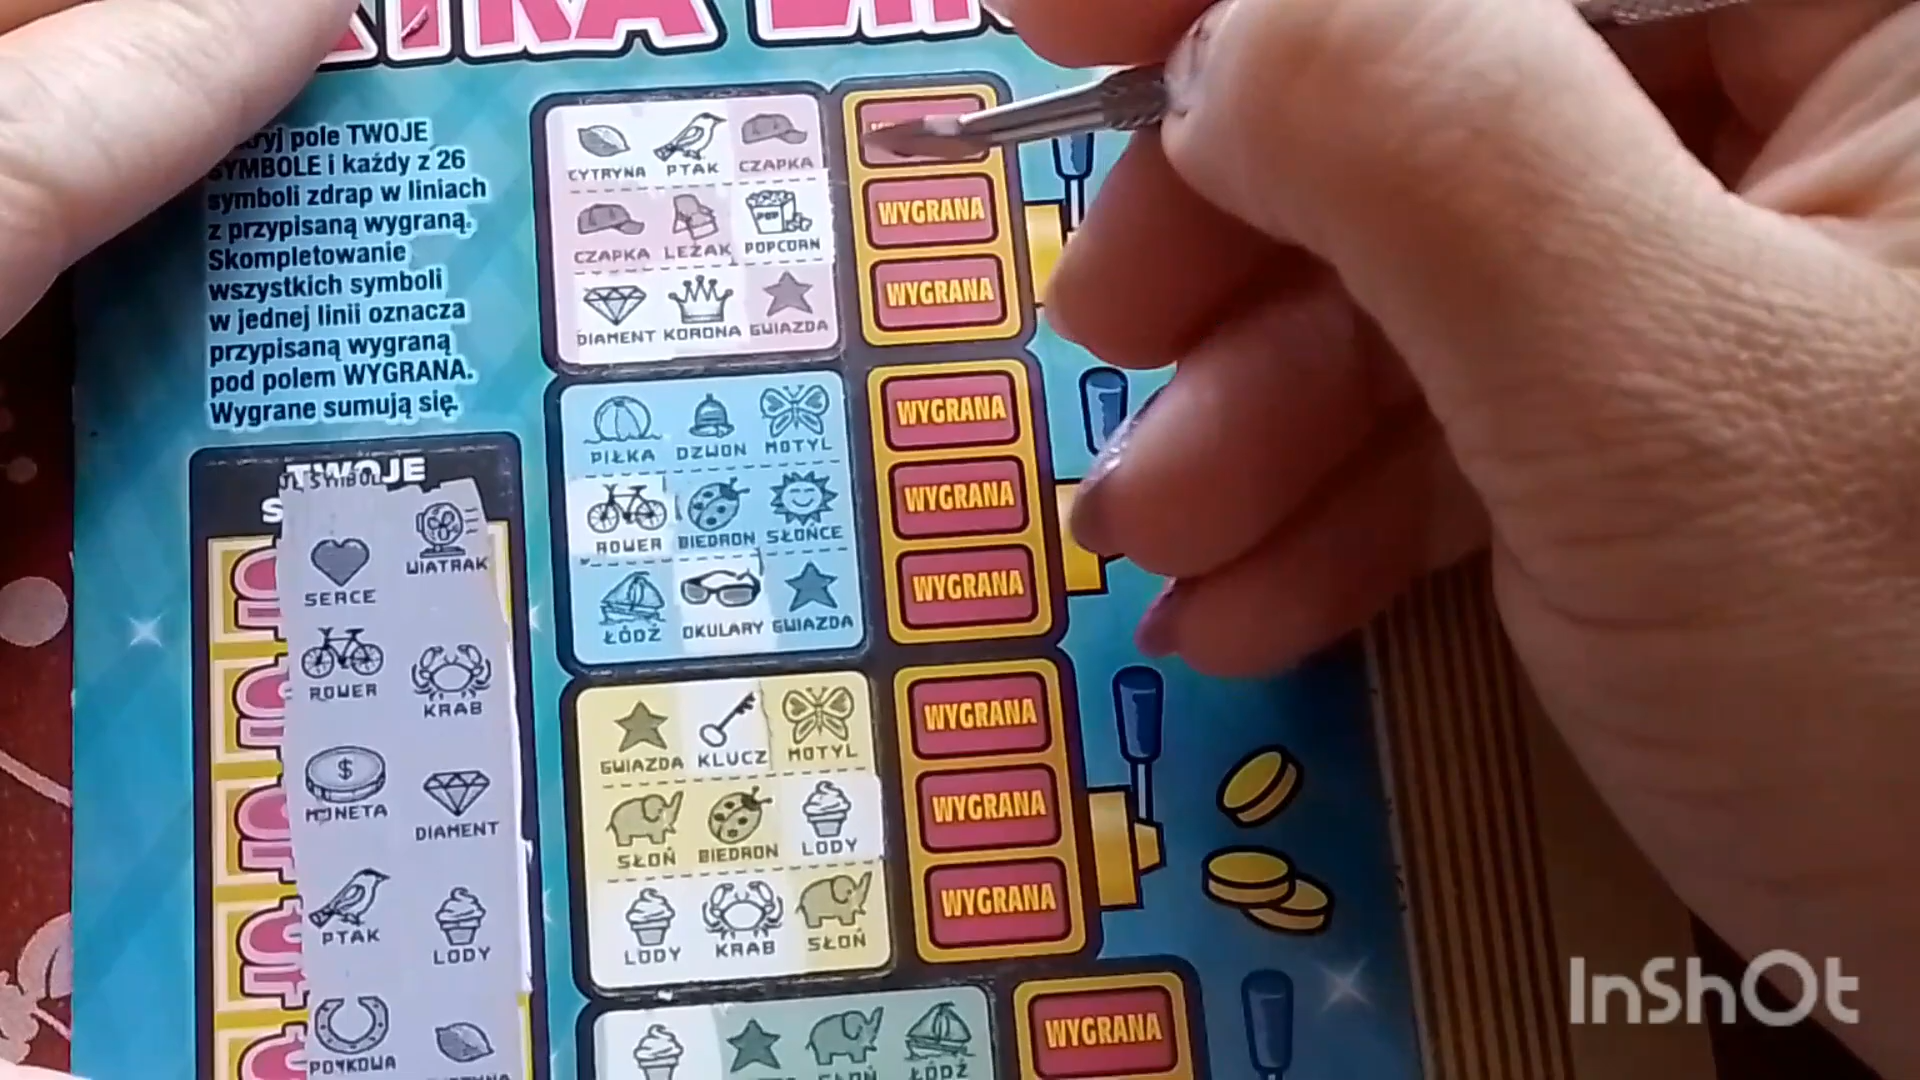 TWOJE
SERCE WIATRAK
ROWER KRAB
MONETA DIAMENT
PTAK LODY
PODKOWA
pole TWOJE
SYMBOLE i każdy z 26
symboli zdrap w liniach
z przypisaną wygraną.
Skompletowanie
wszystkich symboli
w jednej linii oznacza
przypisaną wygraną
pod polem WYGRANA.
Wygrane sumują się.
CYTRYNA PTAK CZAPKA
CZAPKA LEŻAK POPCORN WYGRANA
DIAMENT KORONA GWIAZDA WYGRANA
PIŁKA DZWON MOTYL WYGRANA
ROWER BIEDRON SŁOŃCE WYGRANA
ŁÓDŹ OKULARY GWIAZDA WYGRANA
GWIAZDA KLUCZ MOTYL WYGRANA
SŁOŃ BIEDRON LODY WYGRANA
LODY KRAB SŁOŃ WYGRANA
SŁOŃ ŁÓDŹ WYGRANA
POP
$
InShOt